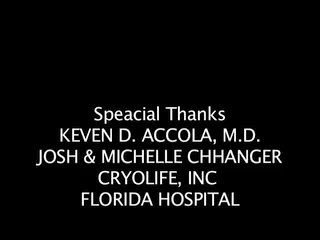 Speacial Thanks
KEVEN D. ACCOLA, M.D.
JOSH & MICHELLE CHHANGER
CRYOLIFE, INC
FLORIDA HOSPITAL